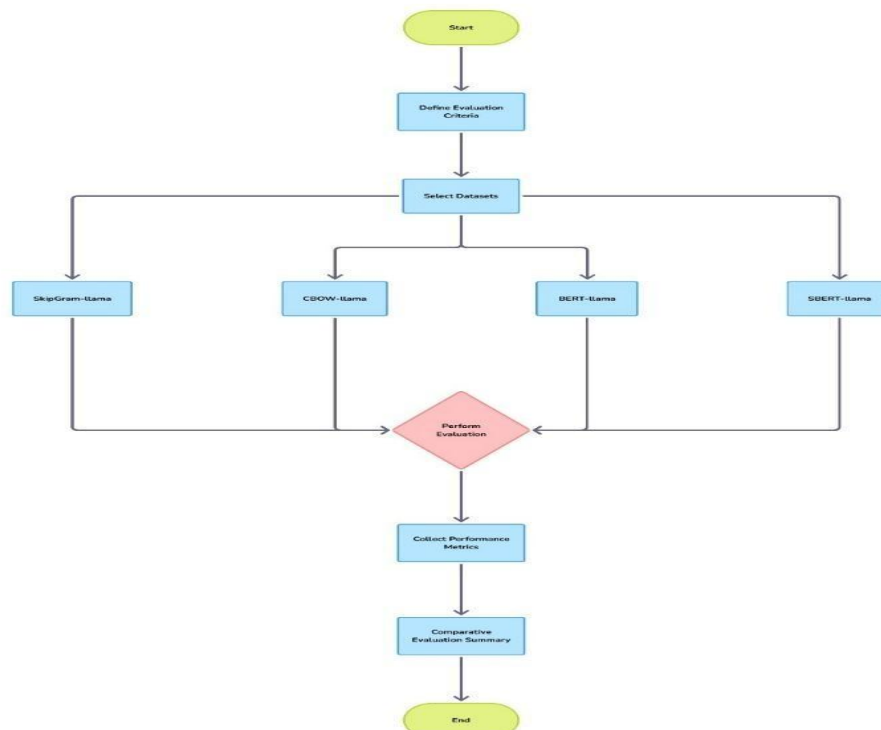 Start
Define Evaluation
Criteria
Select Datasets
SkipGram-llama
CBOW-llama
BERT-llama
SBERT-llama
Perform
Evaluation
Collect Performance
Metrics
Comparative
Evaluation Summary
End